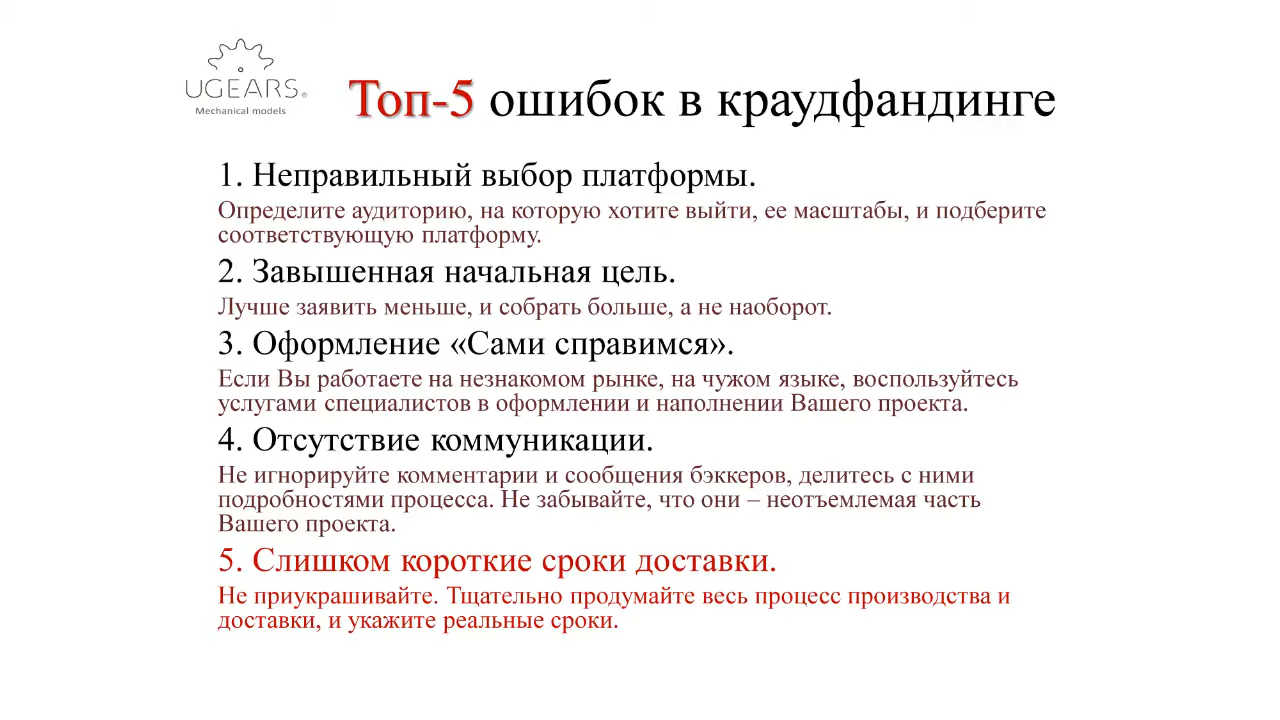 UGEARS®
Mechanical models
Топ-5 ошибок в краудфандинге
1. Неправильный выбор платформы.
Определите аудиторию, на которую хотите выйти, ее масштабы, и подберите
соответствующую платформу.
2. Завышенная начальная цель.
Лучше заявить меньше, и собрать больше, а не наоборот.
3. Оформление «Сами справимся».
Если Вы работаете на незнакомом рынке, на чужом языке, воспользуйтесь
услугами специалистов в оформлении и наполнении Вашего проекта.
4. Отсутствие коммуникации.
Не игнорируйте комментарии и сообщения бэккеров, делитесь с ними
подробностями процесса. Не забывайте, что они – неотъемлемая часть
Вашего проекта.
5. Слишком короткие сроки доставки.
Не приукрашивайте. Тщательно продумайте весь процесс производства и
доставки, и укажите реальные сроки.